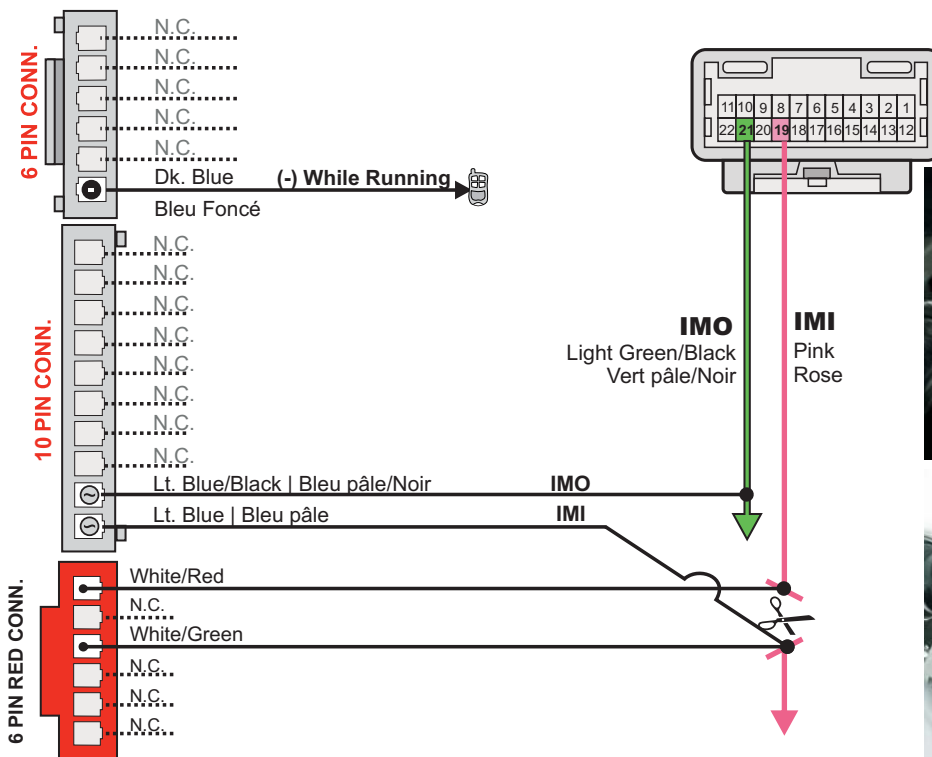 6 PIN CONN.
N.C.
N.C.
N.C.
N.C.
N.C.
Dk. Blue
(-) While Running
Bleu Foncé
11 10 9 8 7 6 5 4 3 2 1
22 21 20 19 18 17 16 15 14 13 12
10 PIN CONN.
N.C.
N.C.
N.C.
N.C.
N.C.
N.C.
N.C.
N.C.
IMO
Light Green/Black
Vert pâle/Noir
IMI
Pink
Rose
Lt. Blue/Black | Bleu pâle/Noir
IMO
Lt. Blue | Bleu pâle
IMI
6 PIN RED CONN.
White/Red
N.C.
White/Green
N.C.
N.C.
N.C.